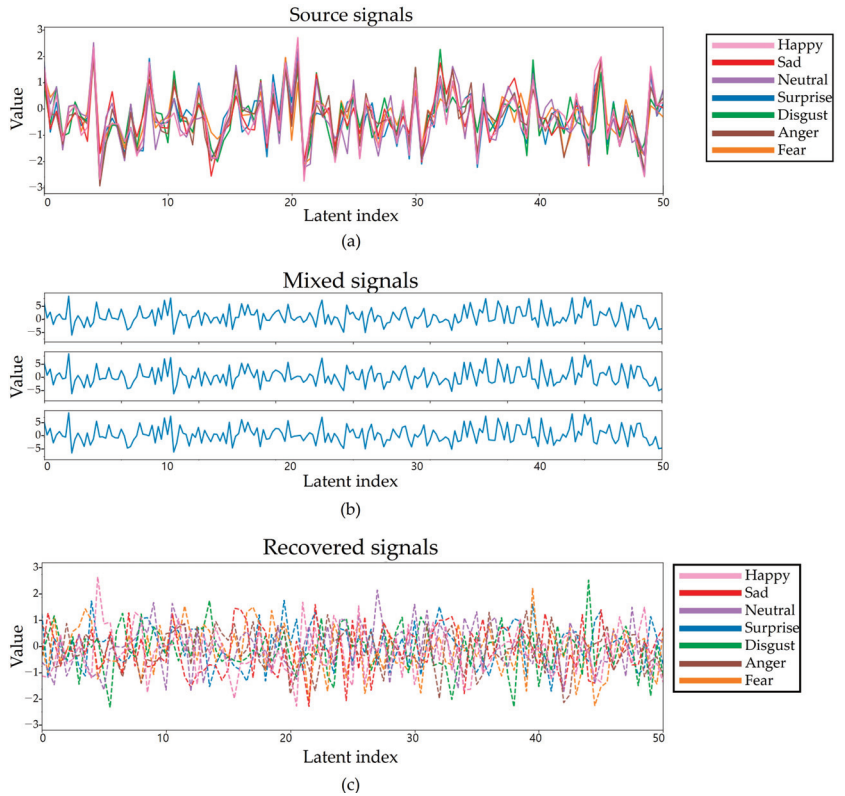 Source signals
3
2
1
0
−1
−2
−3
Value
0 10 20 30 40 50
Latent index
Happy
Sad
Neutral
Surprise
Disgust
Anger
Fear
(a)
Mixed signals
5
0
−5
5
0
−5
5
0
−5
Value
0 10 20 30 40 50
Latent index
(b)
Recovered signals
3
2
1
0
−1
2
−3
Value
0 10 20 30 40 50
Latent index
Happy
Sad
Neutral
Surprise
Disgust
Anger
Fear
(c)